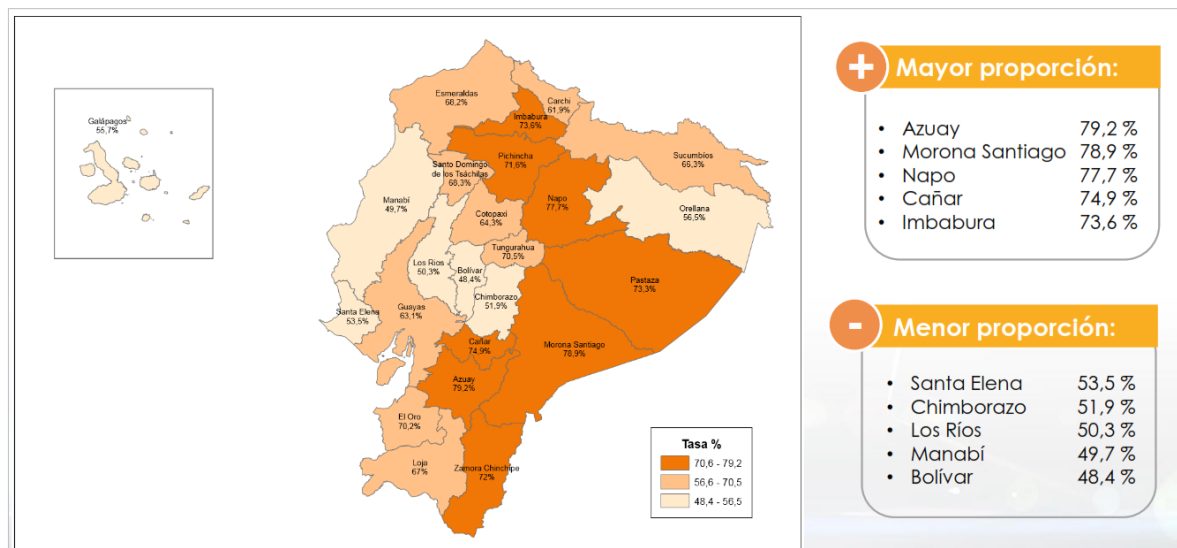 Galápagos
55,7%
Esmeraldas
68,2%
Carchi
61,9%
Imbabura
73,6%
Pichincha
71,6%
Santo Domingo
de los Tsáchilas
68,3%
Sucumbíos
66,3%
Napo
77,7%
Orellana
56,5%
Manabí
49,7%
Cotopaxi
64,3%
Tungurahua
70,5%
Los Ríos
50,3%
Bolívar
48,4%
Chimborazo
51,9%
Pastaza
73,3%
Santa Elena
53,5%
Guayas
63,1%
Cañar
74,9%
Morona Santiago
78,9%
Azuay
79,2%
El Oro
70,2%
Loja
67%
Zamora Chinchipe
72%
Tasa %
70,6 - 79,2
56,6 - 70,5
48,4 - 56,5
+ Mayor proporción:
• Azuay 79,2 %
• Morona Santiago 78,9 %
• Napo 77,7 %
• Cañar 74,9 %
• Imbabura 73,6 %
- Menor proporción:
• Santa Elena 53,5 %
• Chimborazo 51,9 %
• Los Ríos 50,3 %
• Manabí 49,7 %
• Bolívar 48,4 %